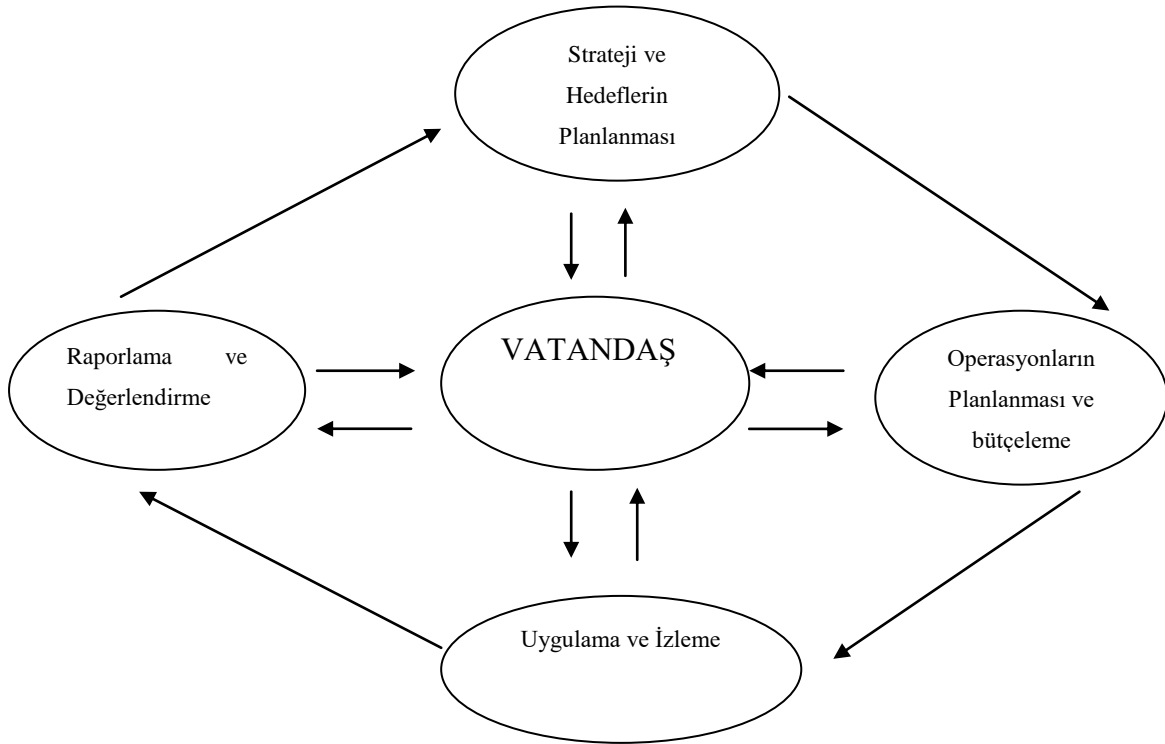 Strateji ve
Hedeflerin
Planlanması
Raporlama ve
Değerlendirme
VATANDAŞ
Operasyonların
Planlanması ve
bütçeleme
Uygulama ve İzleme